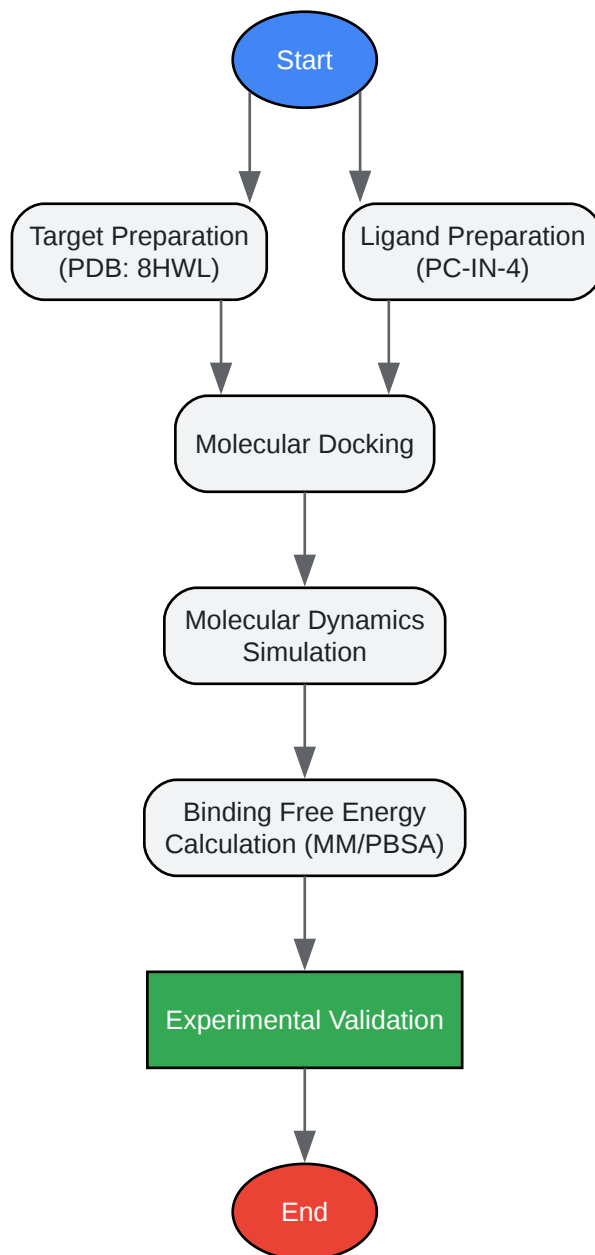 Start
Target Preparation
(PDB: 8HWL)
Ligand Preparation
(PC-IN-4)
Molecular Docking
Molecular Dynamics
Simulation
Binding Free Energy
Calculation (MM/PBSA)
Experimental Validation
End